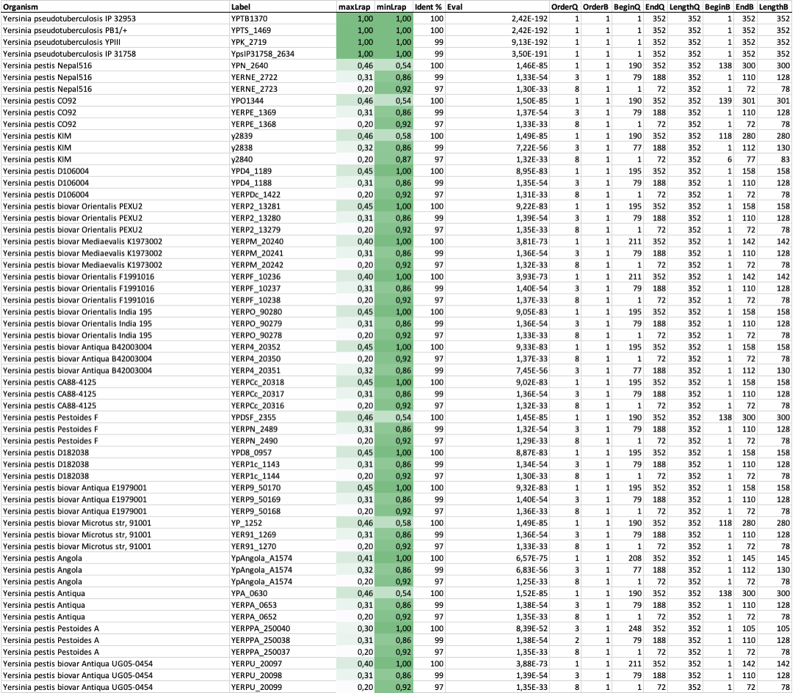 Organism Label maxLrap minLrap Ident % Eval OrderQ OrderB BeginQ EndQ LengthQ BeginB EndB LengthB
Yersinia pseudotuberculosis IP 32953 YPTB1370 1,00 1,00 100 2,42E-192 1 1 1 352 352 1 352 352
Yersinia pseudotuberculosis PB1/+ YPTS_1469 1,00 1,00 100 2,42E-192 1 1 1 352 352 1 352 352
Yersinia pseudotuberculosis YPIII YPK_2719 1,00 1,00 99 9,13E-192 1 1 1 352 352 1 352 352
Yersinia pseudotuberculosis IP 31758 YpsIP31758_2634 1,00 1,00 99 3,50E-191 1 1 1 352 352 1 352 352
Yersinia pestis Nepal516 YPN_2640 0,46 0,54 100 1,46E-85 1 1 190 352 352 138 300 300
Yersinia pestis Nepal516 YERNE_2722 0,31 0,86 99 1,33E-54 3 1 79 188 352 1 110 128
Yersinia pestis Nepal516 YERNE_2723 0,20 0,92 97 1,30E-33 8 1 1 72 352 1 72 78
Yersinia pestis CO92 YPO1344 0,46 0,54 100 1,50E-85 1 1 190 352 352 139 301 301
Yersinia pestis CO92 YERPE_1369 0,31 0,86 99 1,37E-54 3 1 79 188 352 1 110 128
Yersinia pestis CO92 YERPE_1368 0,20 0,92 97 1,33E-33 8 1 1 72 352 1 72 78
Yersinia pestis KIM y2839 0,46 0,58 100 1,49E-85 1 1 190 352 352 118 280 280
Yersinia pestis KIM y2838 0,32 0,86 99 7,22E-56 3 1 77 188 352 1 112 130
Yersinia pestis KIM y2840 0,20 0,87 97 1,32E-33 8 1 1 72 352 6 77 83
Yersinia pestis D106004 YPD4_1189 0,45 1,00 100 8,95E-83 1 1 195 352 352 1 158 158
Yersinia pestis D106004 YPD4_1188 0,31 0,86 99 1,35E-54 3 1 79 188 352 1 110 128
Yersinia pestis D106004 YERPDc_1422 0,20 0,92 97 1,31E-33 8 1 1 72 352 1 72 78
Yersinia pestis biovar Orientalis PEXU2 YERP2_13281 0,45 1,00 100 9,22E-83 1 1 195 352 352 1 158 158
Yersinia pestis biovar Orientalis PEXU2 YERP2_13280 0,31 0,86 99 1,39E-54 3 1 79 188 352 1 110 128
Yersinia pestis biovar Orientalis PEXU2 YERP2_13279 0,20 0,92 97 1,35E-33 8 1 1 72 352 1 72 78
Yersinia pestis biovar Mediaevalis K1973002 YERPM_20240 0,40 1,00 100 3,81E-73 1 1 211 352 352 1 142 142
Yersinia pestis biovar Mediaevalis K1973002 YERPM_20241 0,31 0,86 99 1,36E-54 3 1 79 188 352 1 110 128
Yersinia pestis biovar Mediaevalis K1973002 YERPM_20242 0,20 0,92 97 1,32E-33 8 1 1 72 352 1 72 78
Yersinia pestis biovar Orientalis F1991016 YERPF_10236 0,40 1,00 100 3,93E-73 1 1 211 352 352 1 142 142
Yersinia pestis biovar Orientalis F1991016 YERPF_10237 0,31 0,86 99 1,40E-54 3 1 79 188 352 1 110 128
Yersinia pestis biovar Orientalis F1991016 YERPF_10238 0,20 0,92 97 1,37E-33 8 1 1 72 352 1 72 78
Yersinia pestis biovar Orientalis India 195 YERPO_90280 0,45 1,00 100 9,05E-83 1 1 195 352 352 1 158 158
Yersinia pestis biovar Orientalis India 195 YERPO_90279 0,31 0,86 99 1,36E-54 3 1 79 188 352 1 110 128
Yersinia pestis biovar Orientalis India 195 YERPO_90278 0,20 0,92 97 1,33E-33 8 1 1 72 352 1 72 78
Yersinia pestis biovar Antiqua B42003004 YERP4_20352 0,45 1,00 100 9,33E-83 1 1 195 352 352 1 158 158
Yersinia pestis biovar Antiqua B42003004 YERP4_20350 0,20 0,92 97 1,37E-33 8 1 1 72 352 1 72 78
Yersinia pestis biovar Antiqua B42003004 YERP4_20351 0,32 0,86 99 7,45E-56 3 1 77 188 352 1 112 130
Yersinia pestis CA88-4125 YERPCc_20318 0,45 1,00 100 9,02E-83 1 1 195 352 352 1 158 158
Yersinia pestis CA88-4125 YERPCc_20317 0,31 0,86 99 1,36E-54 3 1 79 188 352 1 110 128
Yersinia pestis CA88-4125 YERPCc_20316 0,20 0,92 97 1,32E-33 8 1 1 72 352 1 72 78
Yersinia pestis Pestoides F YPDSF_2355 0,46 0,54 100 1,45E-85 1 1 190 352 352 138 300 300
Yersinia pestis Pestoides F YERPN_2489 0,31 0,86 99 1,32E-54 3 1 79 188 352 1 110 128
Yersinia pestis Pestoides F YERPN_2490 0,20 0,92 97 1,29E-33 8 1 1 72 352 1 72 78
Yersinia pestis D182038 YPD8_0957 0,45 1,00 100 8,87E-83 1 1 195 352 352 1 158 158
Yersinia pestis D182038 YERP1c_1143 0,31 0,86 99 1,34E-54 3 1 79 188 352 1 110 128
Yersinia pestis D182038 YERP1c_1144 0,20 0,92 97 1,30E-33 8 1 1 72 352 1 72 78
Yersinia pestis biovar Antiqua E1979001 YERP9_50170 0,45 1,00 100 9,32E-83 1 1 195 352 352 1 158 158
Yersinia pestis biovar Antiqua E1979001 YERP9_50169 0,31 0,86 99 1,40E-54 3 1 79 188 352 1 110 128
Yersinia pestis biovar Antiqua E1979001 YERP9_50168 0,20 0,92 97 1,36E-33 8 1 1 72 352 1 72 78
Yersinia pestis biovar Microtus str, 91001 YP_1252 0,46 0,58 100 1,49E-85 1 1 190 352 352 118 280 280
Yersinia pestis biovar Microtus str, 91001 YER91_1269 0,31 0,86 99 1,36E-54 3 1 79 188 352 1 110 128
Yersinia pestis biovar Microtus str, 91001 YER91_1270 0,20 0,92 97 1,33E-33 8 1 1 72 352 1 72 78
Yersinia pestis Angola YpAngola_A1574 0,41 1,00 100 6,57E-75 1 1 208 352 352 1 145 145
Yersinia pestis Angola YpAngola_A1574 0,32 0,86 99 6,83E-56 3 1 77 188 352 1 112 130
Yersinia pestis Angola YpAngola_A1574 0,20 0,92 97 1,25E-33 8 1 1 72 352 1 72 78
Yersinia pestis Antiqua YPA_0630 0,46 0,54 100 1,52E-85 1 1 190 352 352 138 300 300
Yersinia pestis Antiqua YERPA_0653 0,31 0,86 99 1,38E-54 3 1 79 188 352 1 110 128
Yersinia pestis Antiqua YERPA_0652 0,20 0,92 97 1,35E-33 8 1 1 72 352 1 72 78
Yersinia pestis Pestoides A YERPPA_250040 0,30 1,00 100 8,39E-52 3 1 248 352 352 1 105 105
Yersinia pestis Pestoides A YERPPA_250038 0,31 0,86 99 1,38E-54 2 1 79 188 352 1 110 128
Yersinia pestis Pestoides A YERPPA_250037 0,20 0,92 97 1,35E-33 8 1 1 72 352 1 72 78
Yersinia pestis biovar Antiqua UG05-0454 YERPU_20097 0,40 1,00 100 3,88E-73 1 1 211 352 352 1 142 142
Yersinia pestis biovar Antiqua UG05-0454 YERPU_20098 0,31 0,86 99 1,39E-54 3 1 79 188 352 1 110 128
Yersinia pestis biovar Antiqua UG05-0454 YERPU_20099 0,20 0,92 97 1,35E-33 8 1 1 72 352 1 72 78